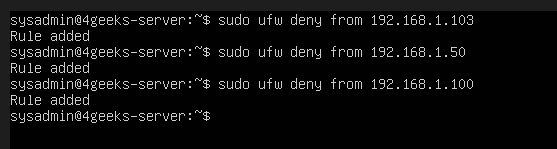 sysadmin@4geeks-server:~$ sudo ufw deny from 192.168.1.103
Rule added
sysadmin@4geeks-server:~$ sudo ufw deny from 192.168.1.50
Rule added
sysadmin@4geeks-server:~$ sudo ufw deny from 192.168.1.100
Rule added
sysadmin@4geeks-server:~$